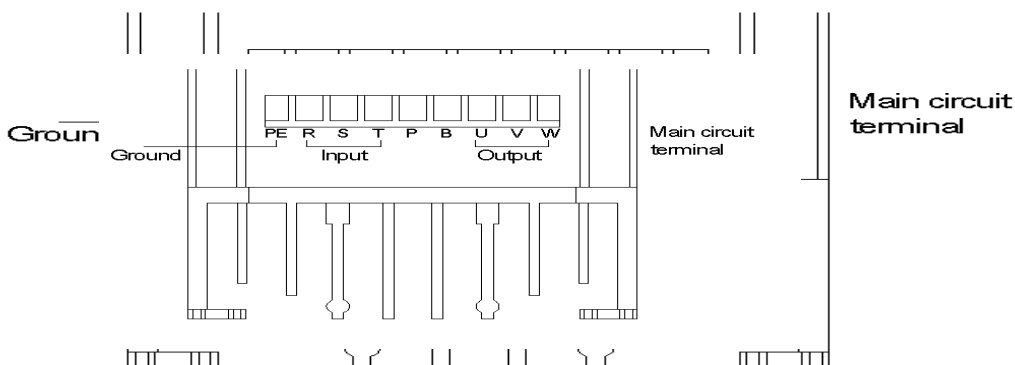 Groun
PE R S T P B U V W
Ground
Input
Output
Main circuit
terminal
Main circuit
terminal